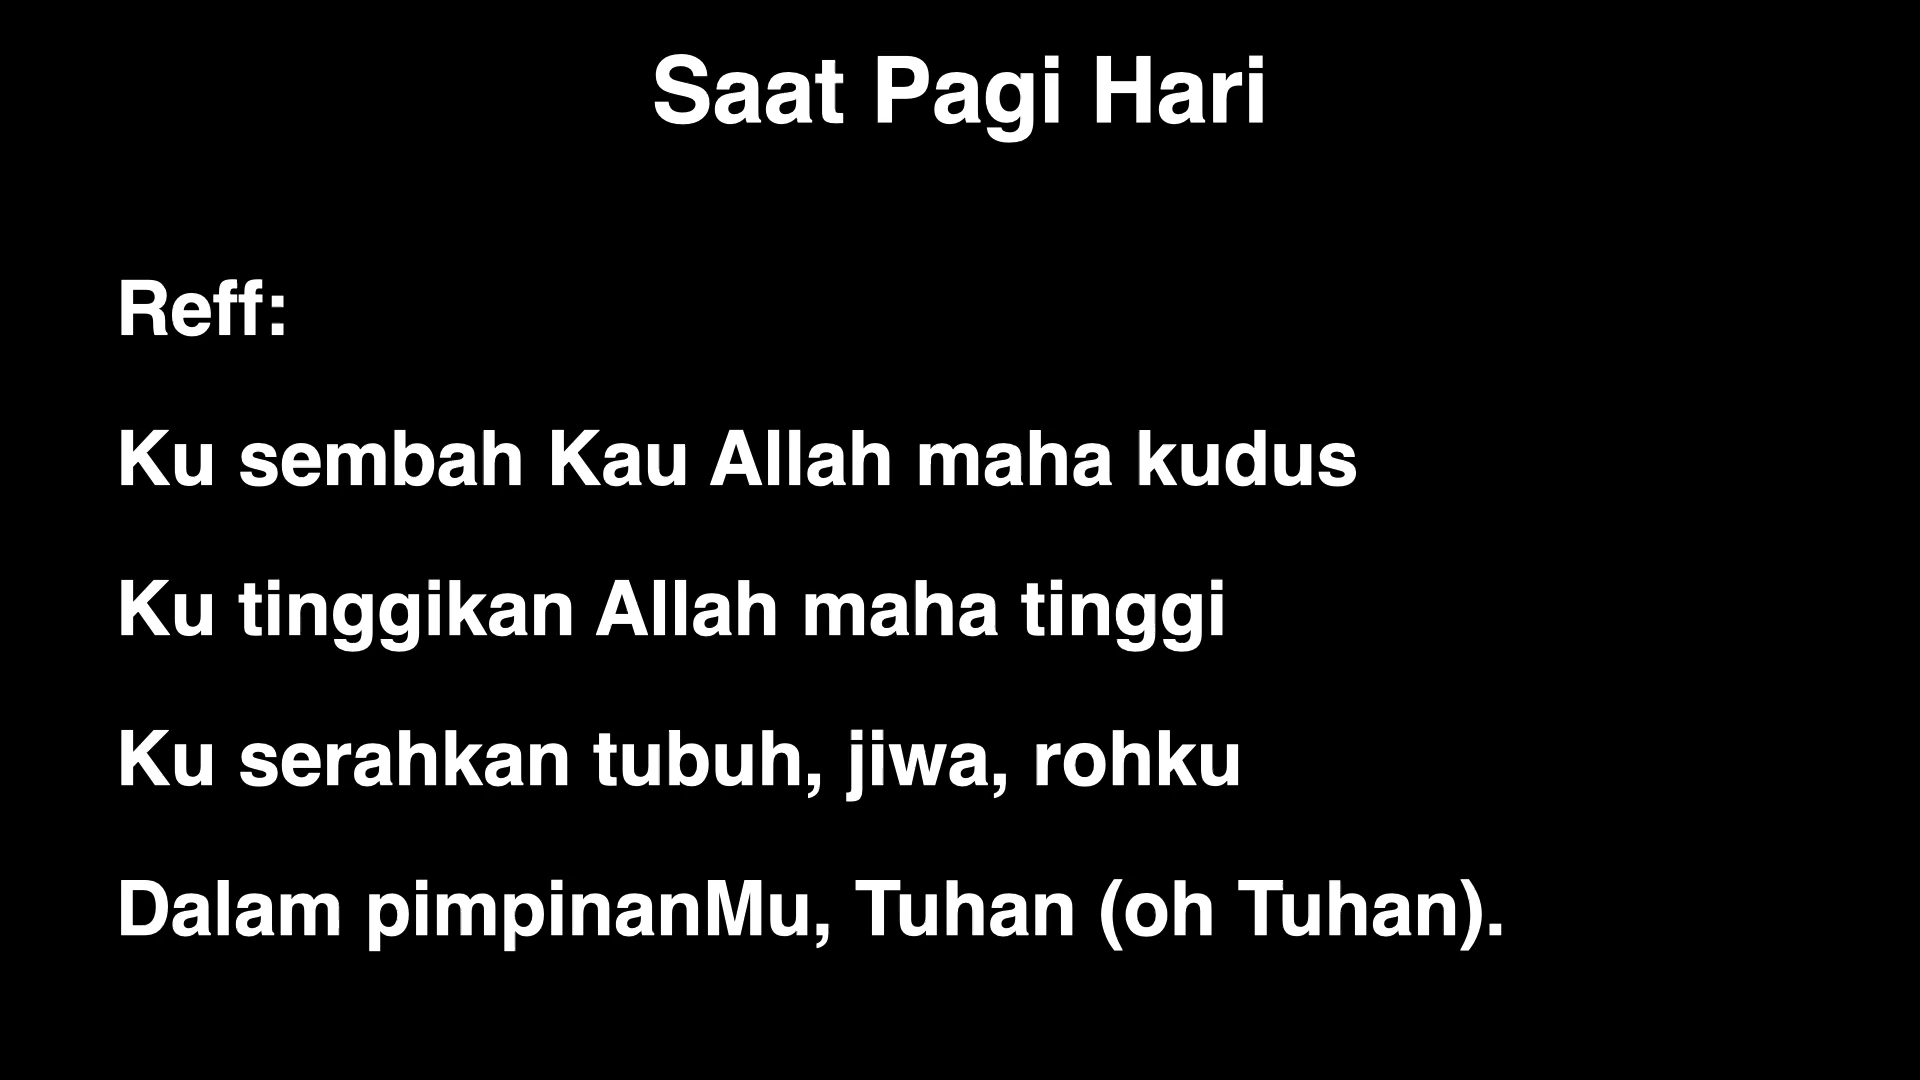 Saat Pagi Hari
Reff:
Ku sembah Kau Allah maha kudus
Ku tinggikan Allah maha tinggi
Ku serahkan tubuh, jiwa, rohku
Dalam pimpinanMu, Tuhan (oh Tuhan).